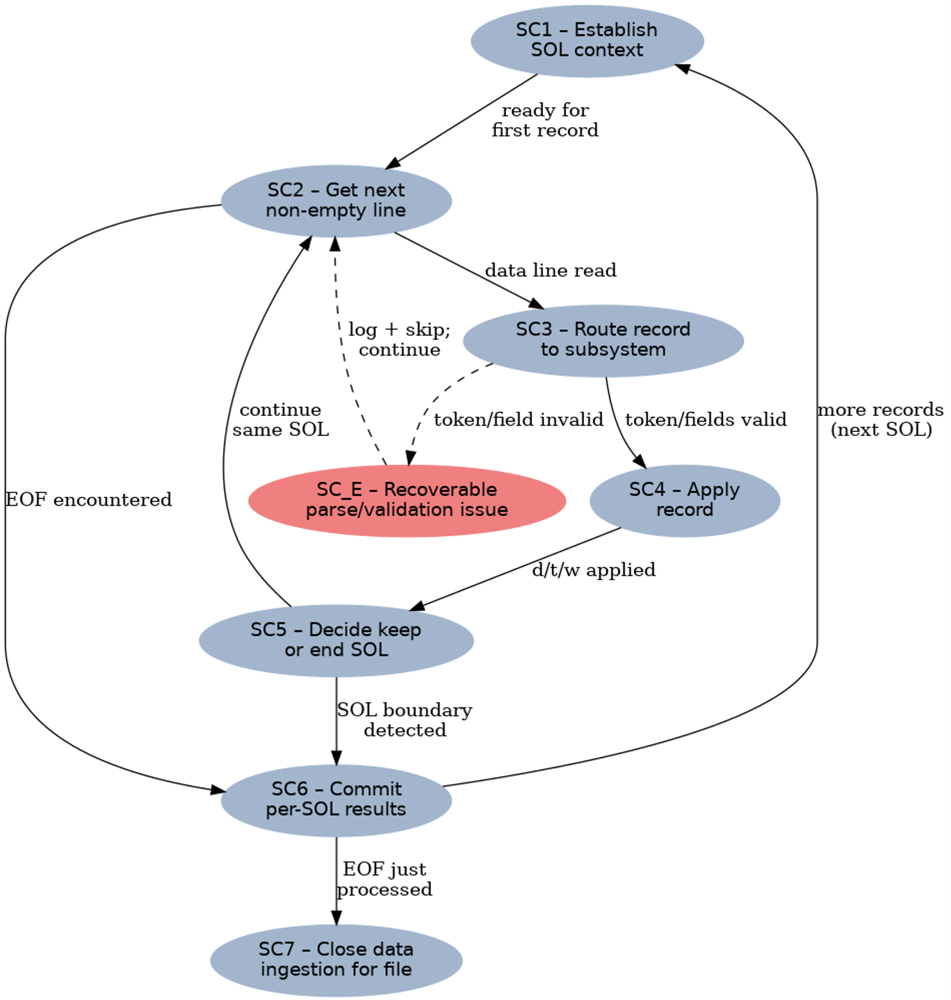 SC1 – Establish
SOL context
ready for
first record
SC2 – Get next
non-empty line
data line read
SC3 – Route record
to subsystem
log + skip;
continue
continue
same SOL
token/field invalid
token/fields valid
more records
(next SOL)
EOF encountered
SC_E – Recoverable
parse/validation issue
SC4 – Apply
record
d/t/w applied
SC5 – Decide keep
or end SOL
SOL boundary
detected
SC6 – Commit
per-SOL results
EOF just
processed
SC7 – Close data
ingestion for file